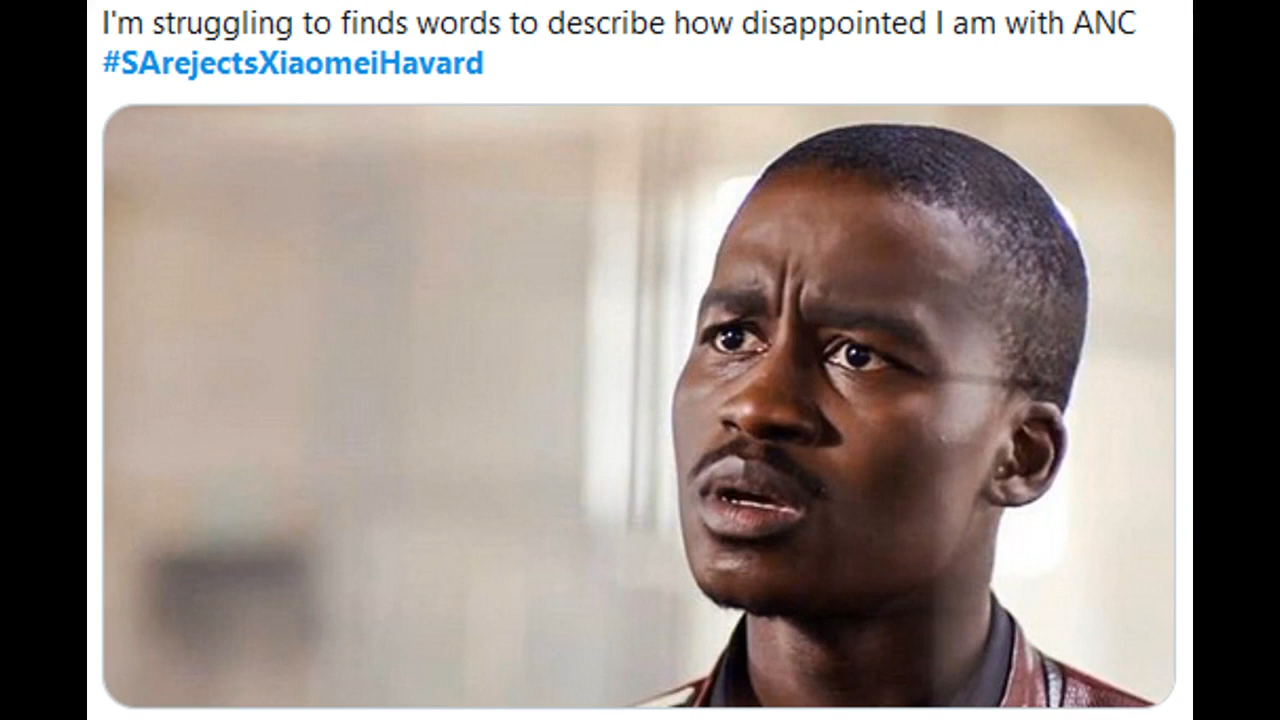 I'm struggling to finds words to describe how disappointed I am with ANC
#SArejectsXiaomeiHavard